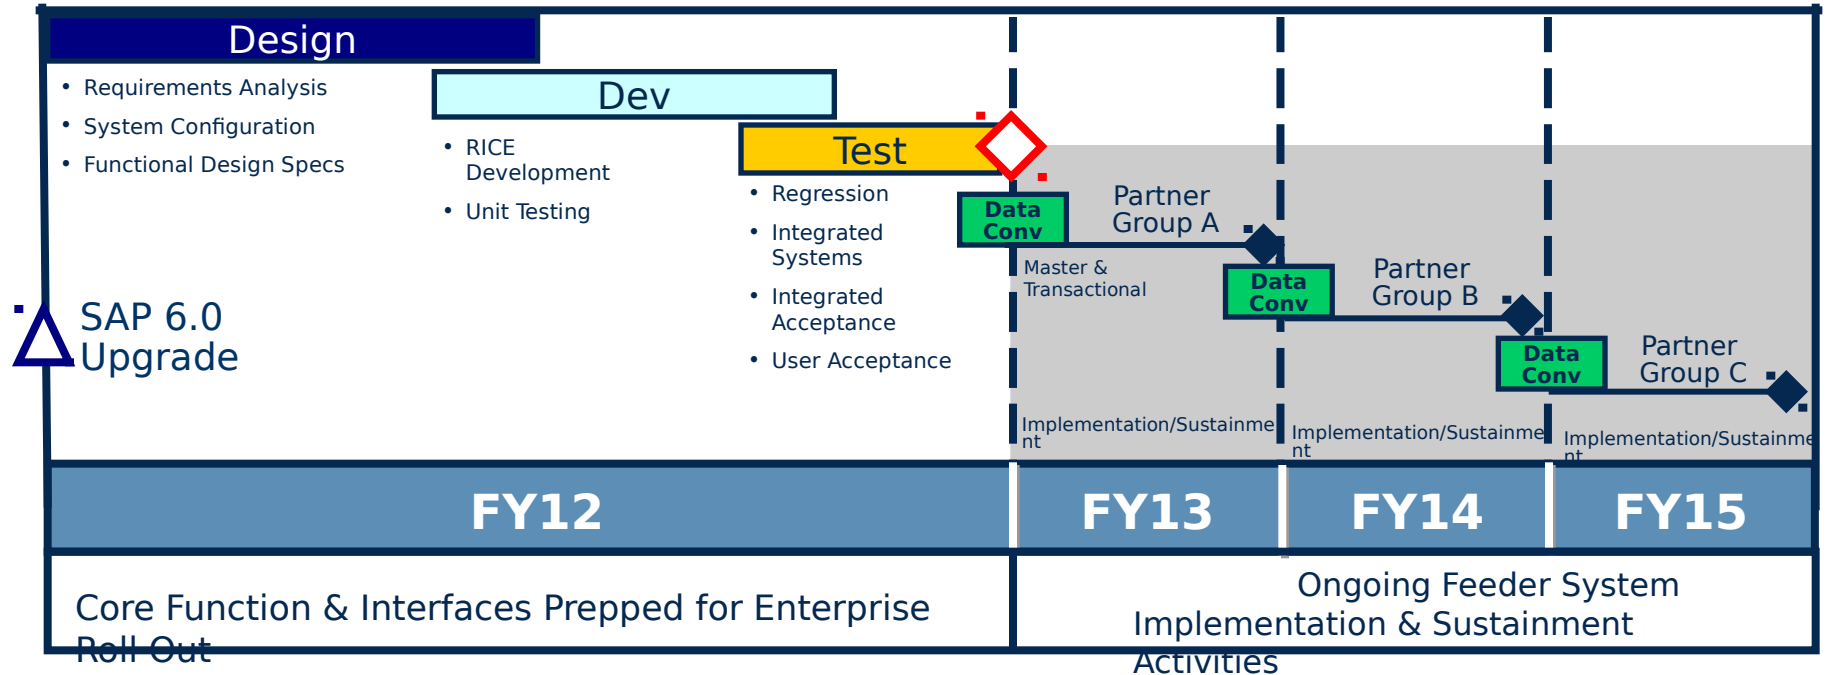 Design
• Requirements Analysis
• System Configuration
• Functional Design Specs
Dev
• RICE
Development
• Unit Testing
Test
• Regression
• Integrated
Systems
• Integrated
Acceptance
• User Acceptance
SAP 6.0
Upgrade
Data
Conv
Partner
Group A
Master &
Transactional
Data
Conv
Partner
Group B
Data
Conv
Partner
Group C
Implementation/Sustainme
nt
Implementation/Sustainme
nt
Implementation/Sustainme
nt
FY12
FY13
FY14
FY15
Core Function & Interfaces Prepped for Enterprise
Roll Out
Ongoing Feeder System
Implementation & Sustainment
Activities